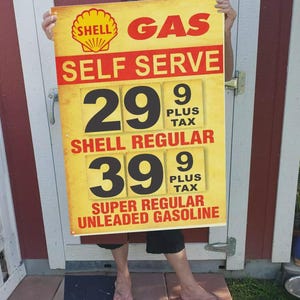 SHELL
GAS
SELF SERVE
29 9
PLUS
TAX
SHELL REGULAR
39 9
PLUS
TAX
SUPER REGULAR
UNLEADED GASOLINE